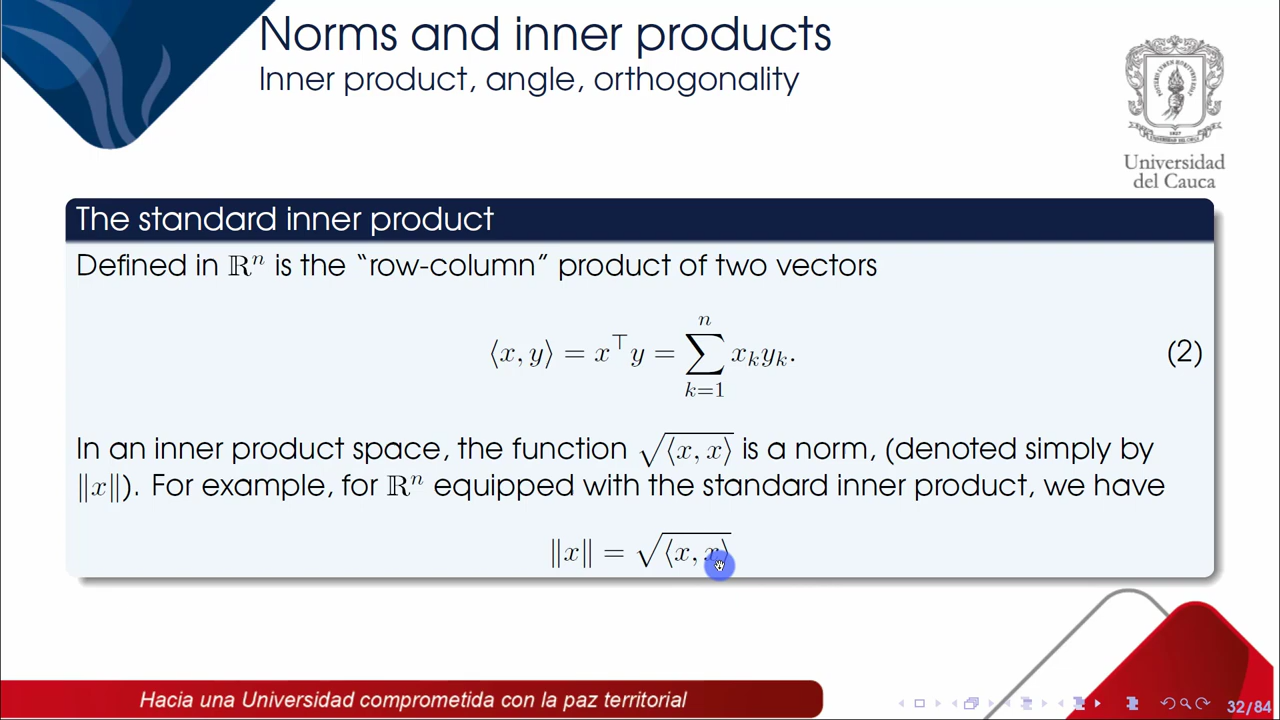 Norms and inner products
Inner product, angle, orthogonality
Universidad
del Cauca
The standard inner product
Defined in ℝⁿ is the “row-column” product of two vectors
⟨x, y⟩ = x⊤y = ∑ₖ₌₁ⁿ xₖyₖ. (2)
In an inner product space, the function √⟨x, x⟩ is a norm, (denoted simply by
‖x‖). For example, for ℝⁿ equipped with the standard inner product, we have
‖x‖ = √⟨x, x⟩
Hacia una Universidad comprometida con la paz territorial
32/84